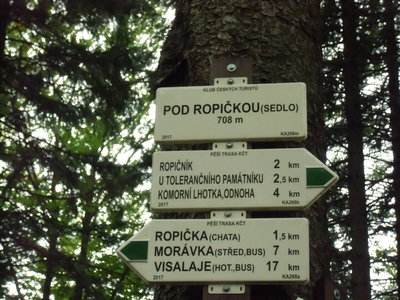 KLUB ČESKÝCH TURISTŮ
POD ROPIČKOU (SEDLO)
708 m
2017 KA268m
PĚŠÍ TRASA KČT
ROPIČNÍK 2 km
U TOLERANČNÍHO PAMÁTNÍKU 2,5 km
KOMORNÍ LHOTKA,ODNOHA 4 km
2017 KA268b
PĚŠÍ TRASA KČT
ROPIČKA (CHATA) 1,5 km
MORÁVKA (STŘED,BUS) 7 km
VISALAJE (HOT.,BUS) 17 km
2017 KA268a